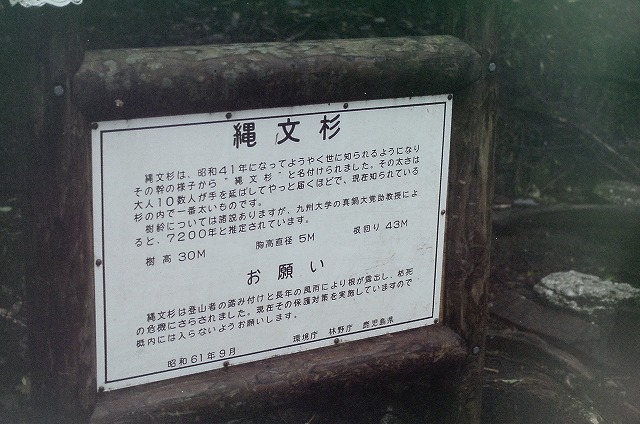 縄文杉
縄文杉は、昭和41年になってようやく世に知られるようになり
その幹の様子から〝縄文杉〟と名付けられました。その太さは
大人10数人が手を延ばしてやっと届くほどで、現在知られている
杉の内で一番太いものです。
樹齢については諸説ありますが、九州大学の真鍋大覚助教授によ
ると、7200年と推定されています。
樹高 30M 胸高直径 5M 根回り 43M
お願い
縄文杉は登山者の踏み付けと長年の風雨により根が露出し、枯死
の危機にさらされました。現在その保護対策を実施していますので
柵内には入らないようお願いします。
昭和61年9月 環境庁 林野庁 鹿児島県